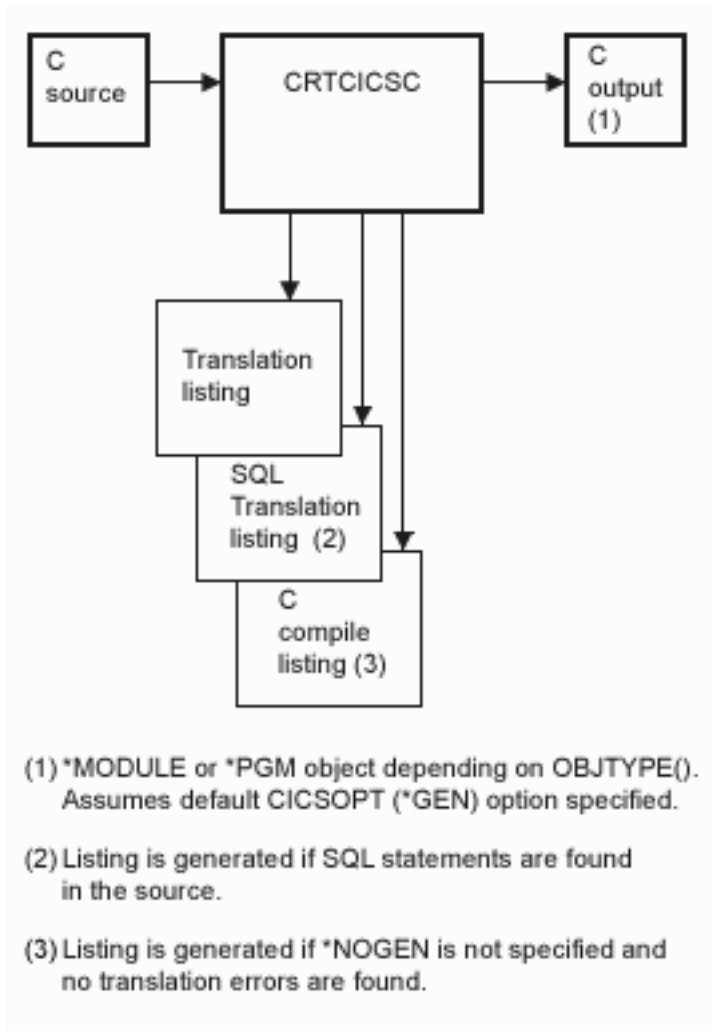 C
source
CRTCICSC
C
output
(1)
Translation
listing
SQL
Translation
listing (2)
C
compile
listing (3)
(1) *MODULE or *PGM object depending on OBJTYPE().
Assumes default CICSOPT (*GEN) option specified.
(2) Listing is generated if SQL statements are found
in the source.
(3) Listing is generated if *NOGEN is not specified and
no translation errors are found.